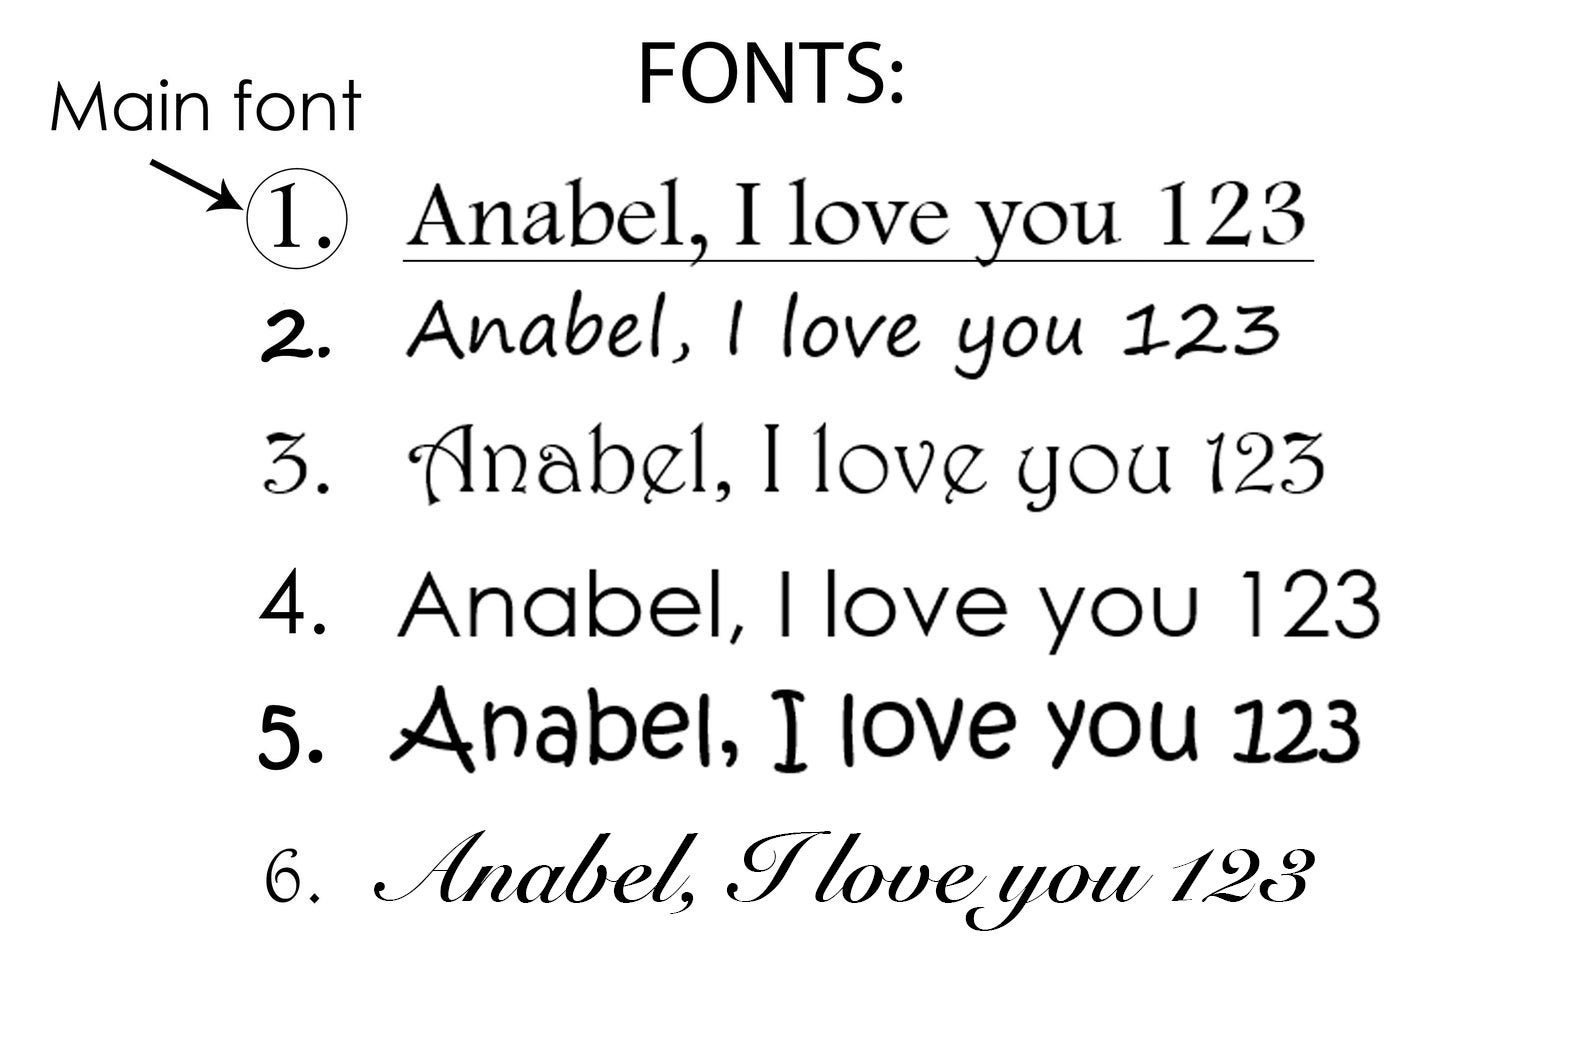 FONTS:
Main font
1. Anabel, I love you 123
2. Anabel, I love you 123
3. Anabel, I love you 123
4. Anabel, I love you 123
5. Anabel, I love you 123
6. Anabel, I love you 123